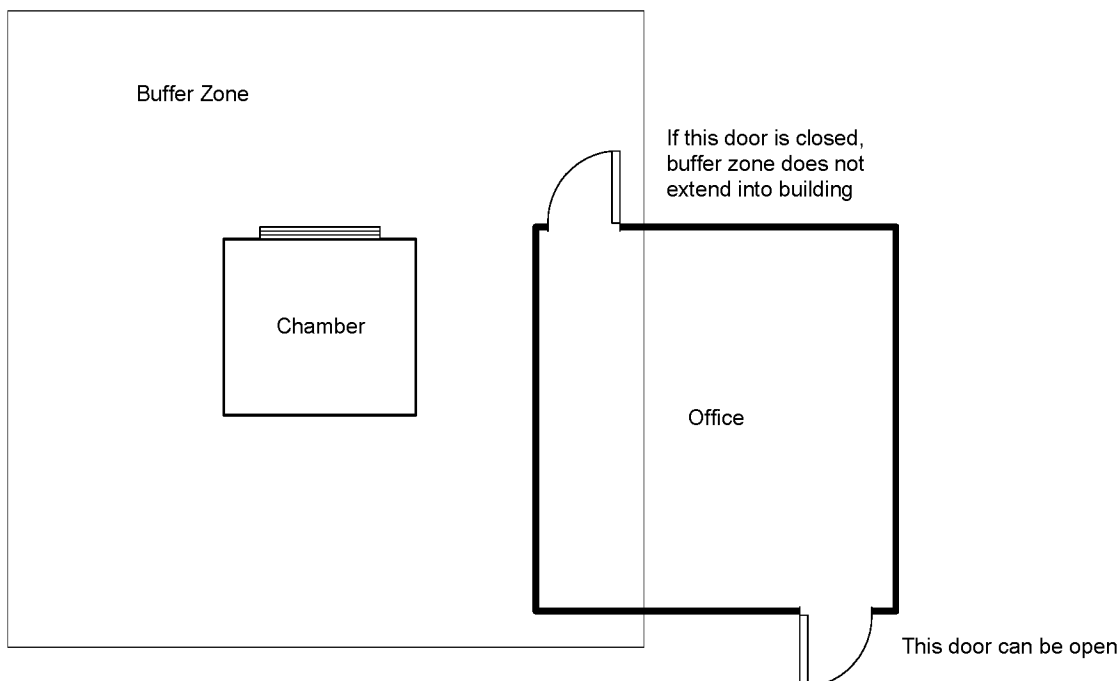 Buffer Zone
If this door is closed,
buffer zone does not
extend into building
Chamber
Office
This door can be open